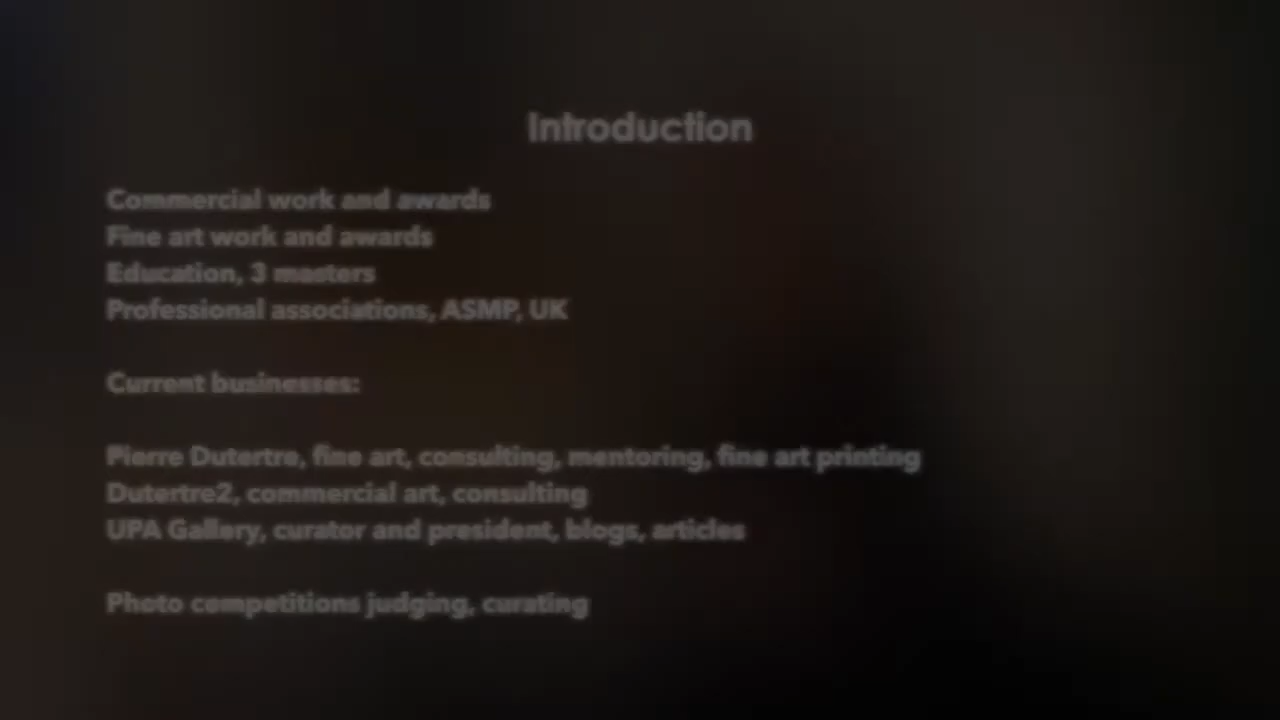 Introduction
Commercial work and awards
Fine art work and awards
Education, 3 masters
Professional associations, ASMP, UK
Current businesses:
Pierre Dutertre, fine art, consulting, mentoring, fine art printing
Dutertre2, commercial art, consulting
UPA Gallery, curator and president, blogs, articles
Photo competitions judging, curating